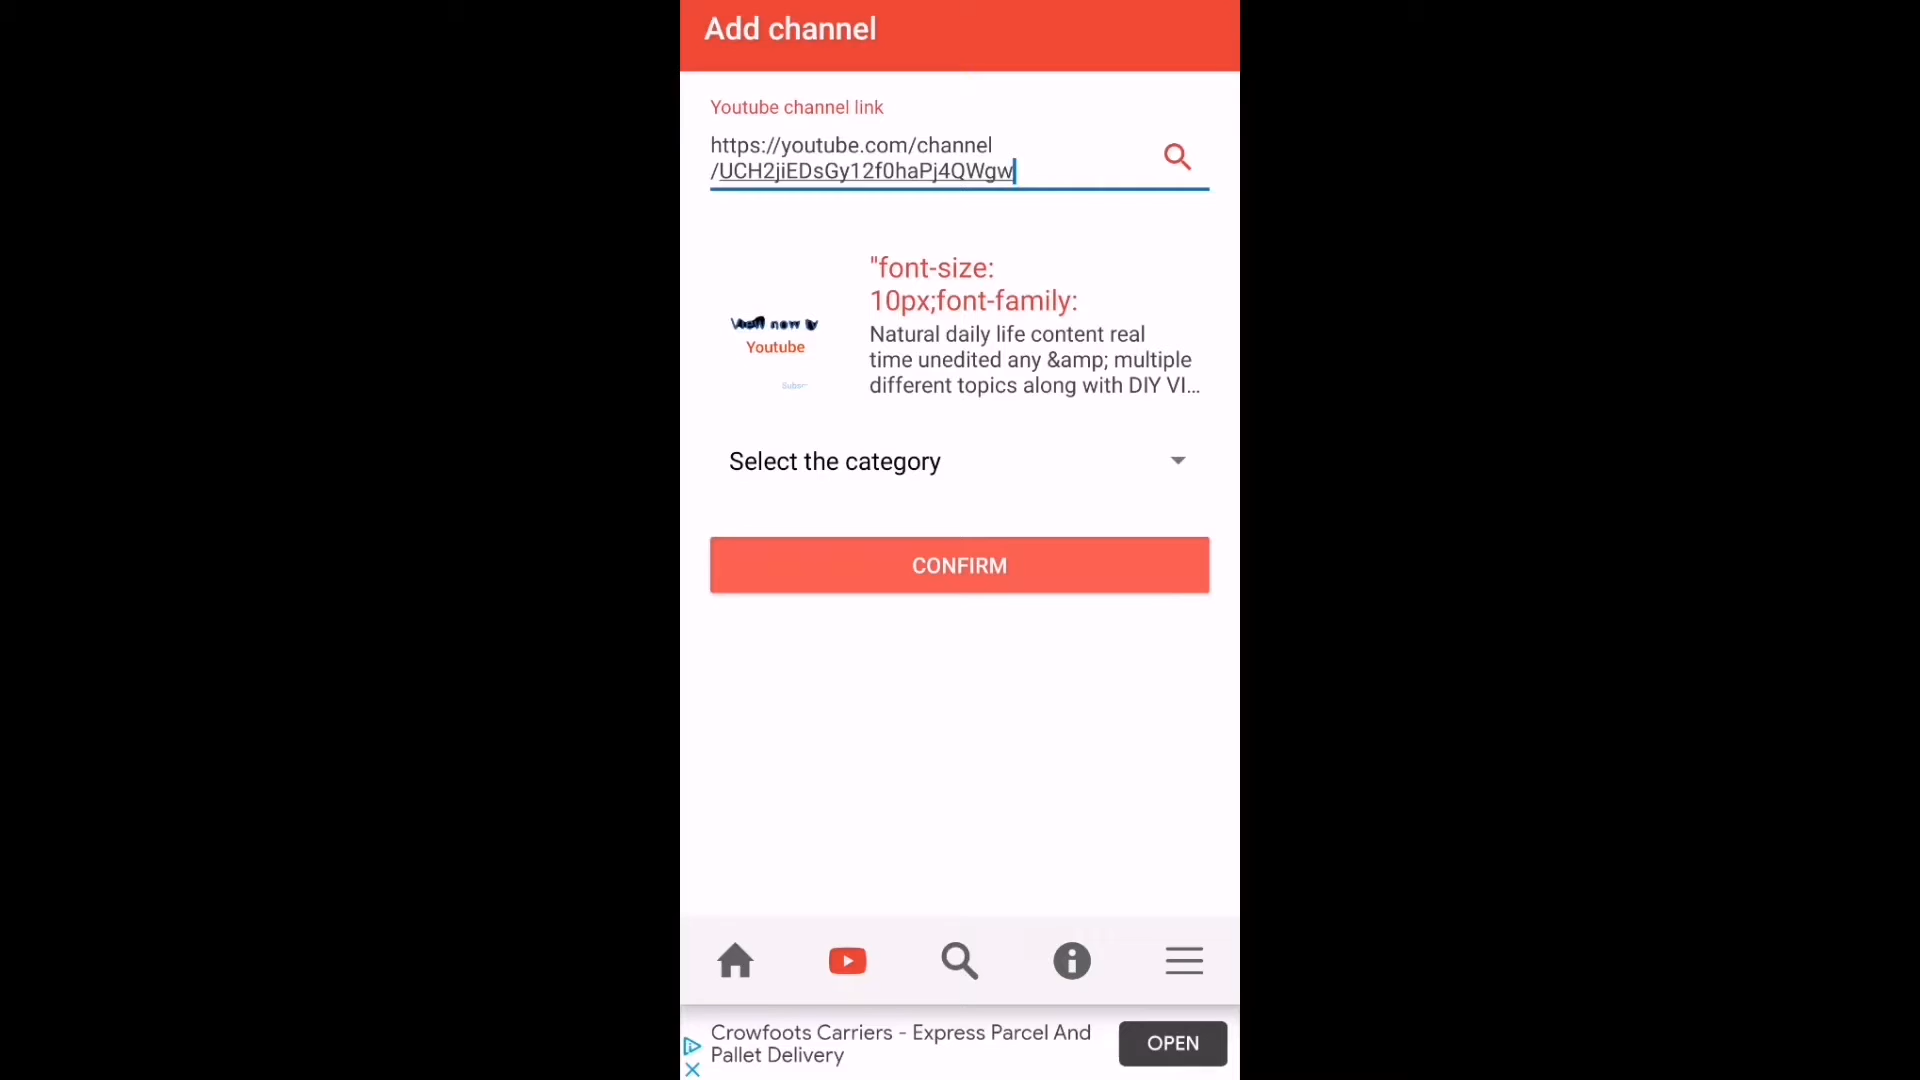 Add channel
Youtube channel link
https://youtube.com/channel
/UCH2jiEDsGy12f0haPj4QWgw
"font-size:
10px;font-family:
now tv
Youtube
Natural daily life content real
time unedited any &amp; multiple
different topics along with DIY VI...
Select the category
CONFIRM
Crowfoots Carriers - Express Parcel And
Pallet Delivery
OPEN